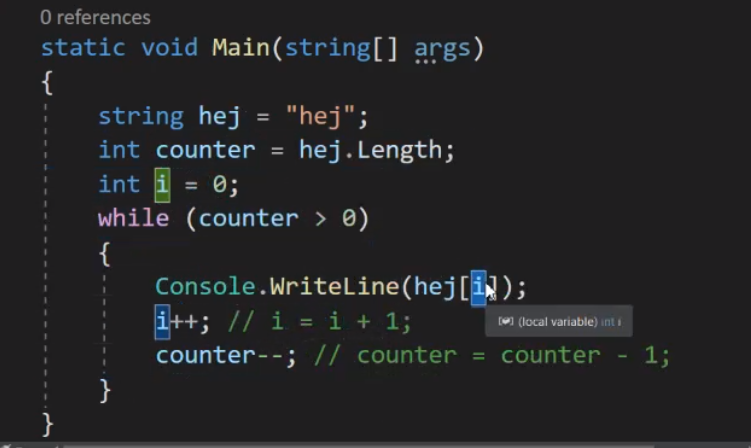 0 references
static void Main(string[] args)
{
string hej = "hej";
int counter = hej.Length;
int i = 0;
while (counter > 0)
{
Console.WriteLine(hej[i]);
i++; // i = i + 1;
(local variable) int i
counter--; // counter = counter - 1;
}
}